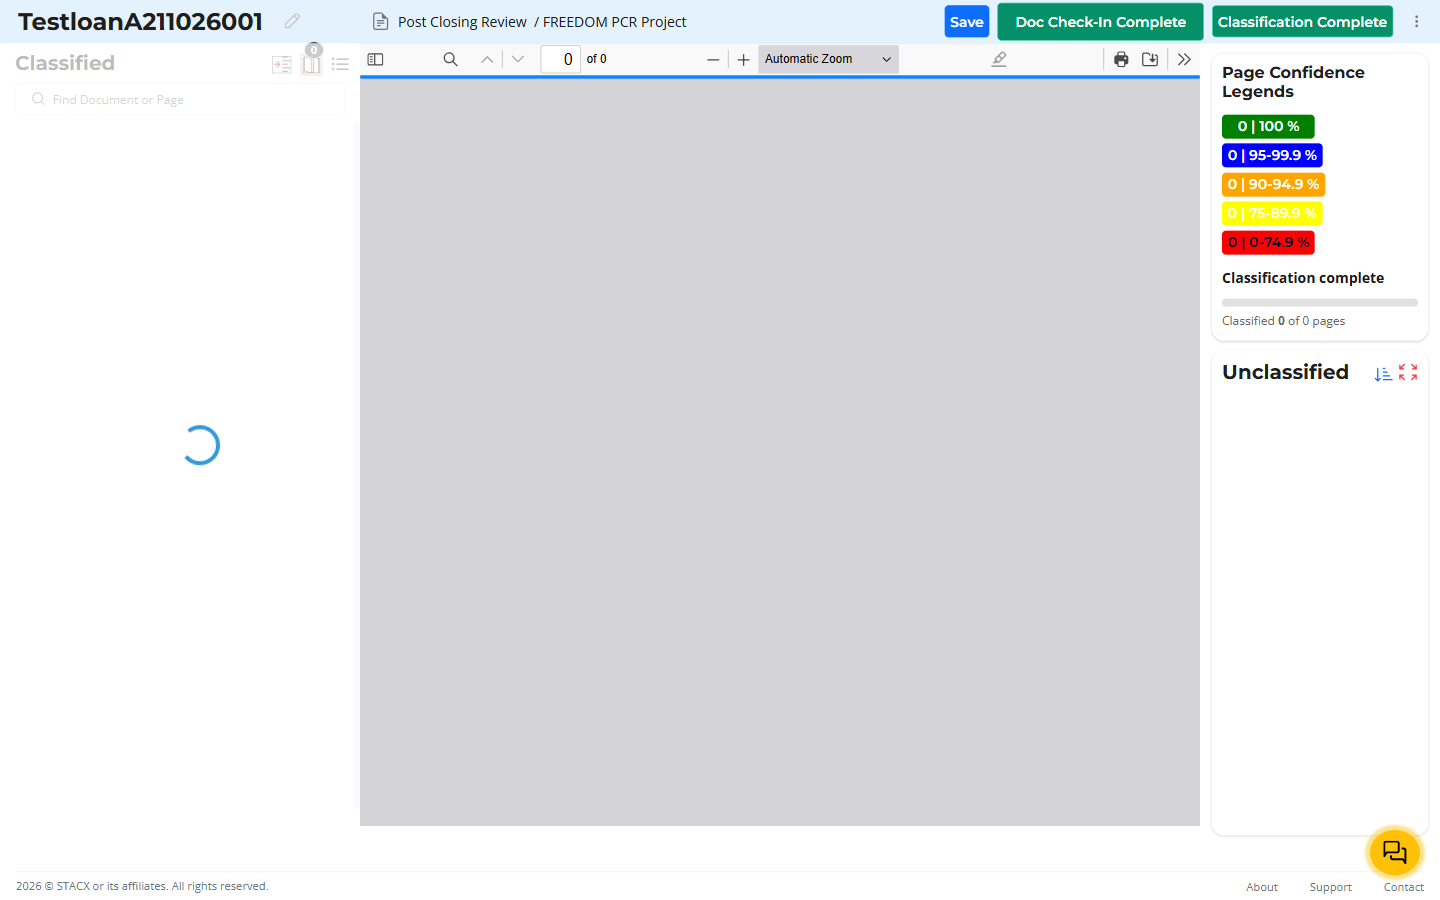 TestloanA211026001
Post Closing Review / FREEDOM PCR Project
Save
Doc Check-In Complete
Classification Complete
Classified
0
Find Document or Page
0 of 0
Automatic Zoom
Page Confidence
Legends
0 | 100 %
0 | 95-99.9 %
0 | 90-94.9 %
0 | 75-89.9 %
0 | 0-74.9 %
Classification complete
Classified 0 of 0 pages
Unclassified
2026 © STACX or its affiliates. All rights reserved.
About
Support
Contact